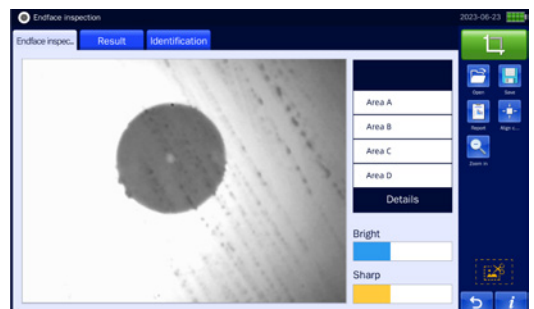 Endface inspection
2023-06-23
Endface inspec..
Result
Identification
Area A
Area B
Area C
Area D
Details
Bright
Sharp
Open
Save
Report
Align c...
Zoom in
i